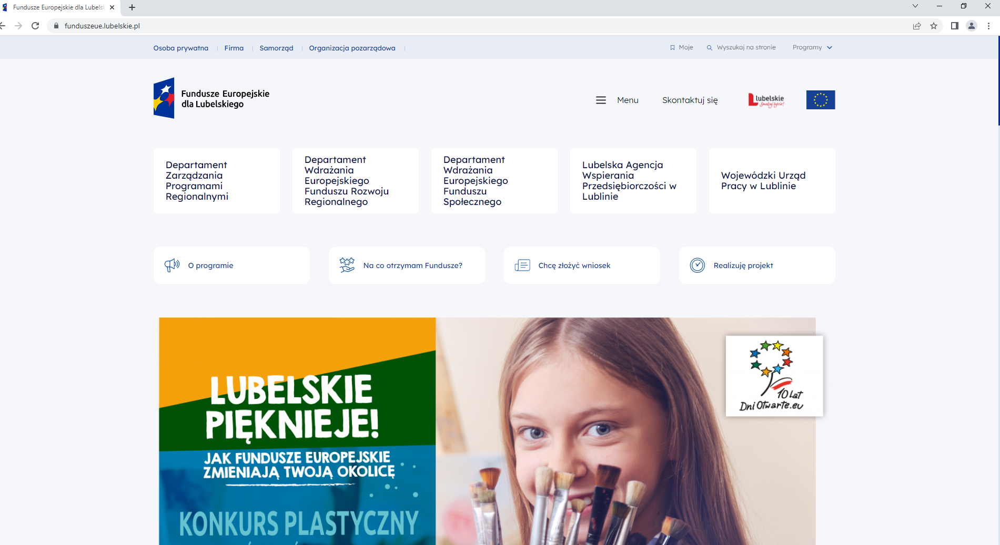 Fundusze Europejskie dla Lubelsk
funduszeue.lubelskie.pl
Osoba prywatna
Firma
Samorząd
Organizacja pozarządowa
Moje
Wyszukaj na stronie
Programy
Fundusze Europejskie
dla Lubelskiego
Menu
Skontaktuj się
lubelskie
Smakuj życie!
Departament
Zarządzania
Programami
Regionalnymi
Departament
Wdrażania
Europejskiego
Funduszu Rozwoju
Regionalnego
Departament
Wdrażania
Europejskiego
Funduszu
Społecznego
Lubelska Agencja
Wspierania
Przedsiębiorczości w
Lublinie
Wojewódzki Urząd
Pracy w Lublinie
O programie
Na co otrzymam Fundusze?
Chcę złożyć wniosek
Realizuję projekt
LUBELSKIE
PIĘKNIEJE!
JAK FUNDUSZE EUROPEJSKIE
ZMIENIAJĄ TWOJĄ OKOLICĘ
KONKURS PLASTYCZNY
10 lat
Dni Otwarte.eu